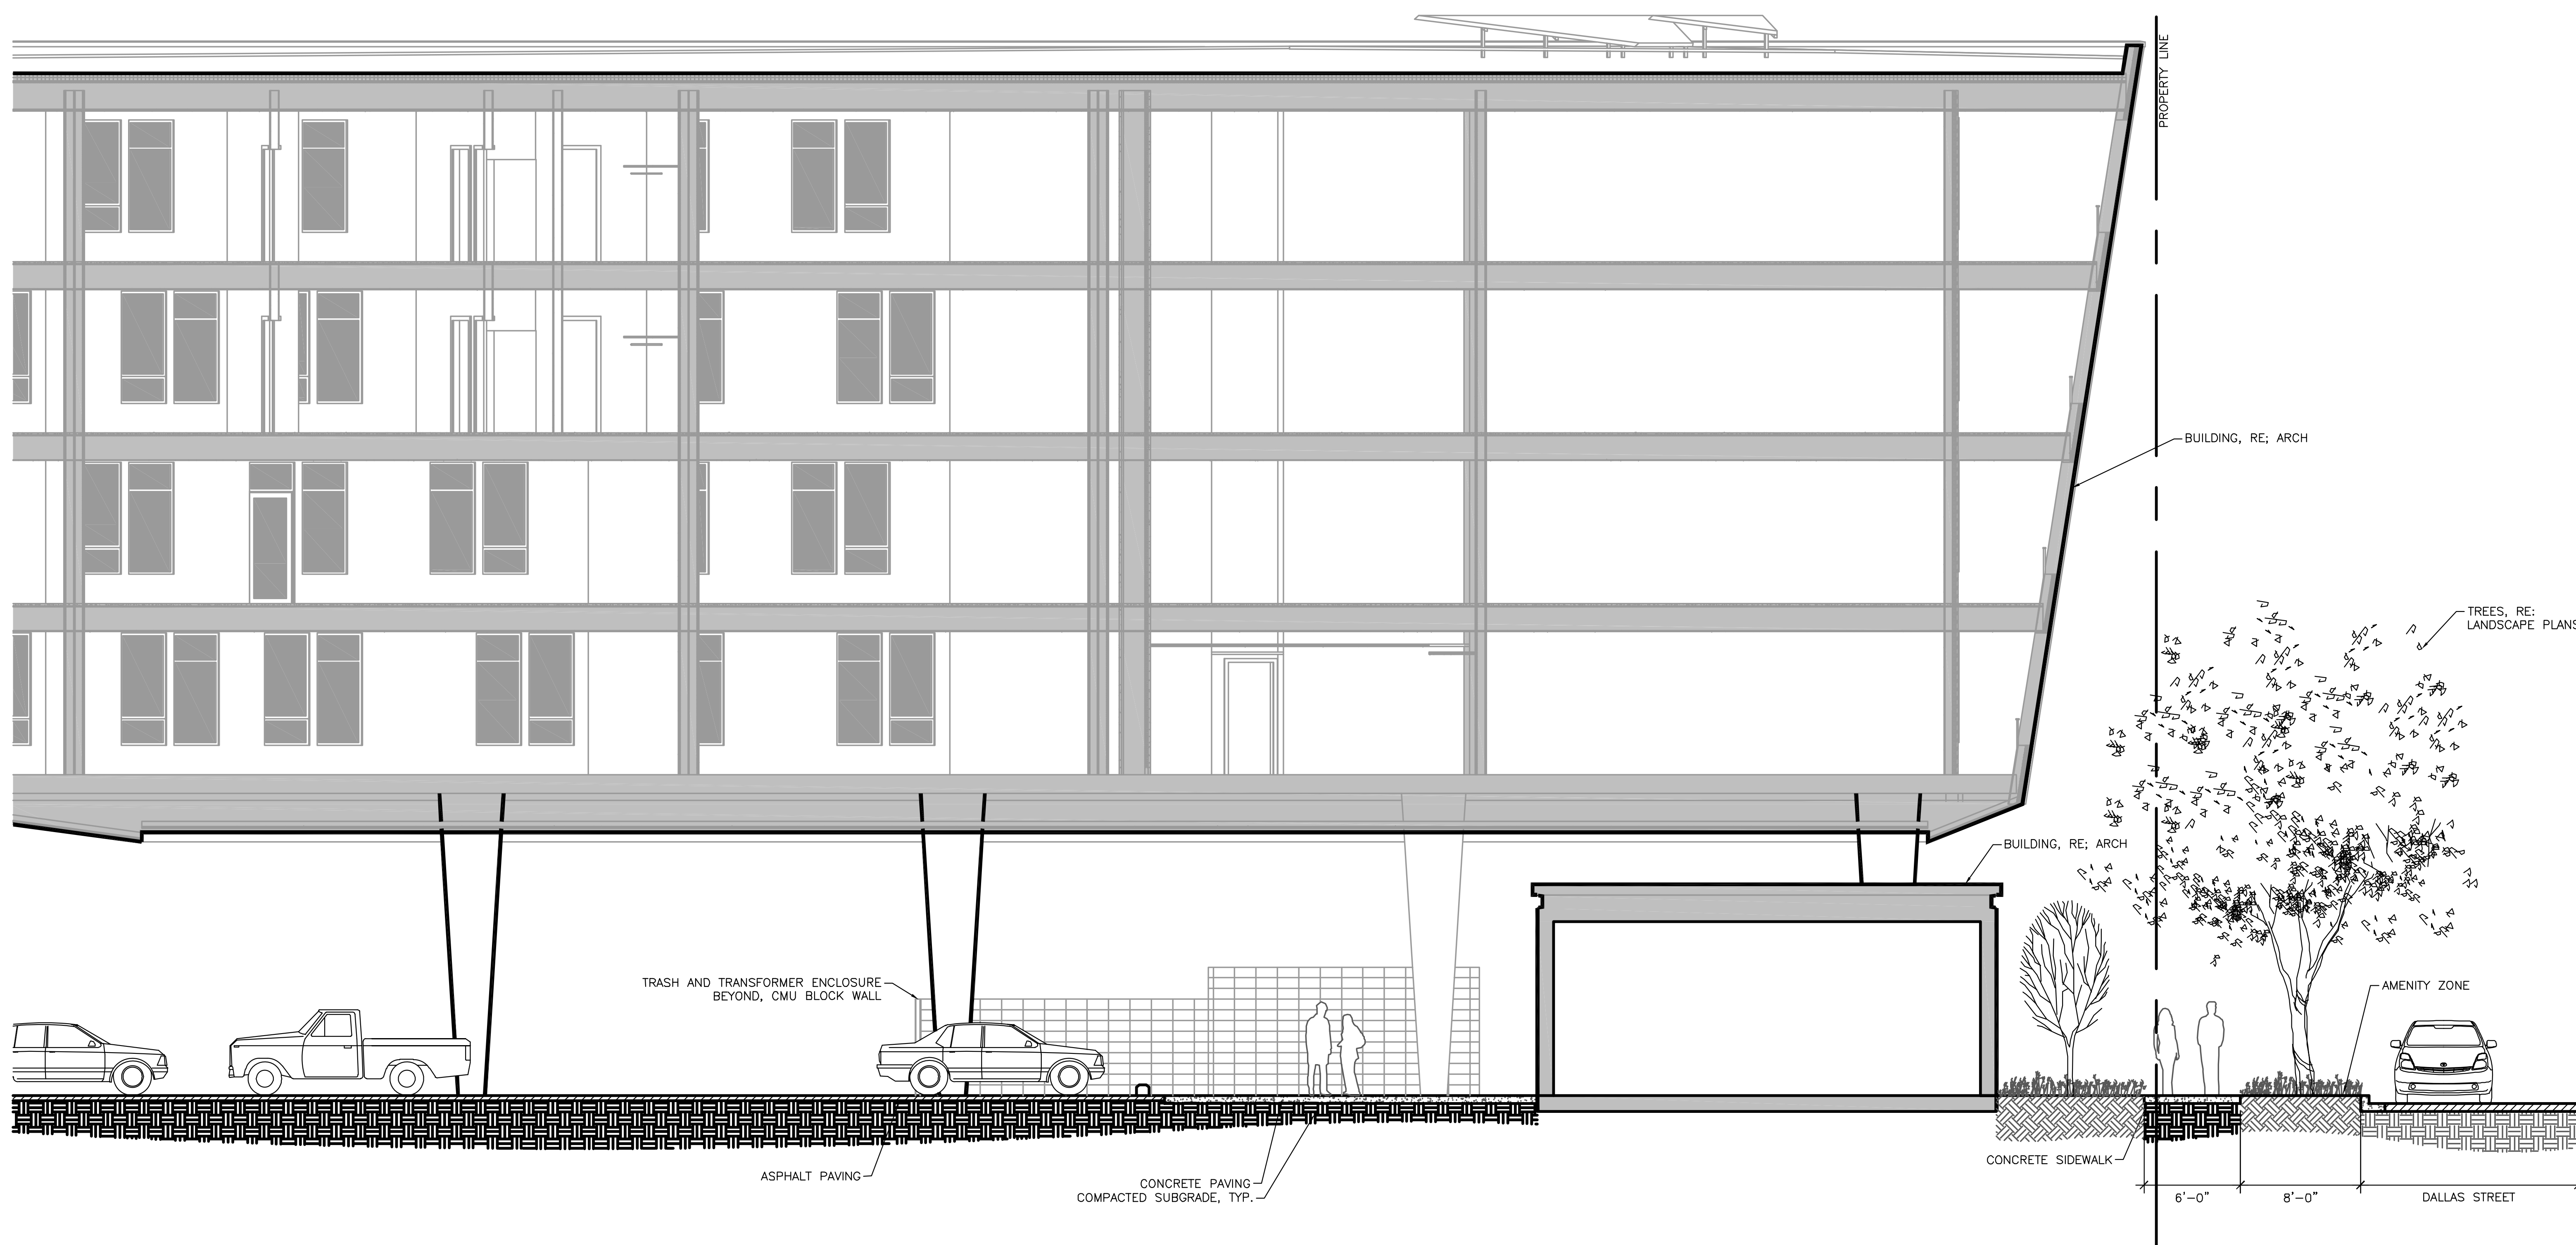 PROPERTY LINE
BUILDING, RE; ARCH
TREES, RE:
LANDSCAPE PLANS
BUILDING, RE; ARCH
TRASH AND TRANSFORMER ENCLOSURE
BEYOND, CMU BLOCK WALL
AMENITY ZONE
ASPHALT PAVING
CONCRETE PAVING
COMPACTED SUBGRADE, TYP.
CONCRETE SIDEWALK
6'-0"
8'-0"
DALLAS STREET